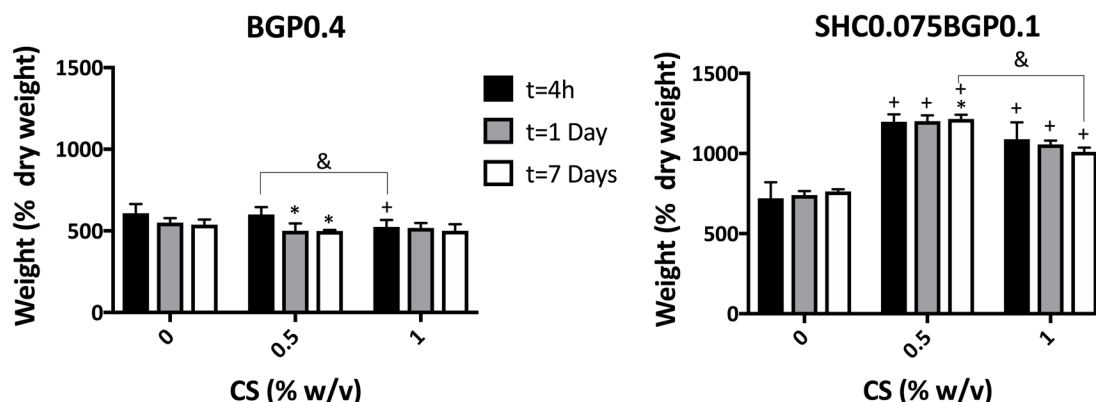 BGP0.4
Weight (% dry weight)
1500
1000
500
0
&
* * +
0 0.5 1
CS (% w/v)
t=4h
t=1 Day
t=7 Days
SHC0.075BGP0.1
Weight (% dry weight)
1500
1000
500
0
&
+ + + * + + +
0 0.5 1
CS (% w/v)